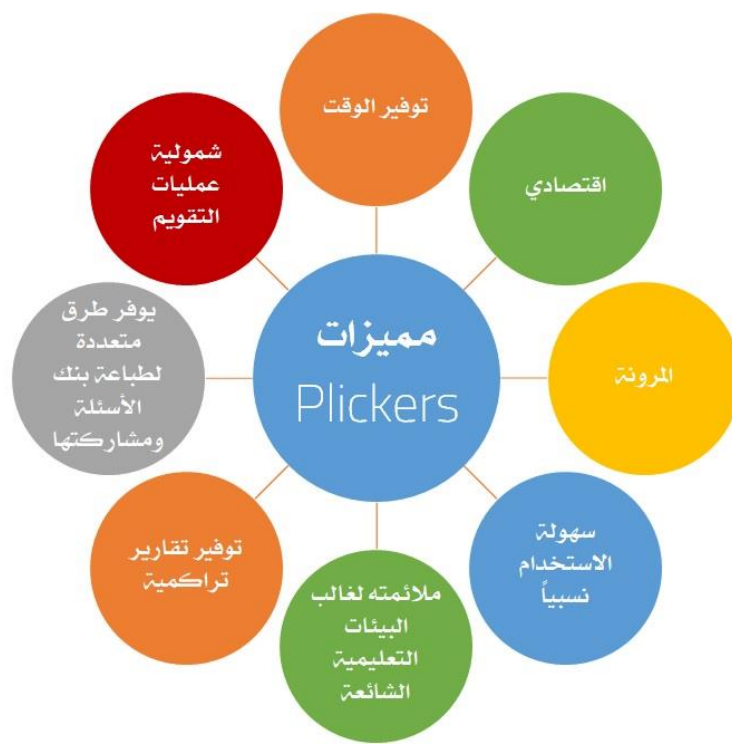 مميزات
Plickers
توفير الوقت
اقتصادي
المرونة
سهولة
الاستخدام
نسبياً
ملائمته لغالب
البيئات
التعليمية
الشائعة
توفير تقارير
تراكمية
يوفر طرق
متعددة
لطباعة بنك
الأسئلة
ومشاركتها
شمولية
عمليات
التقويم